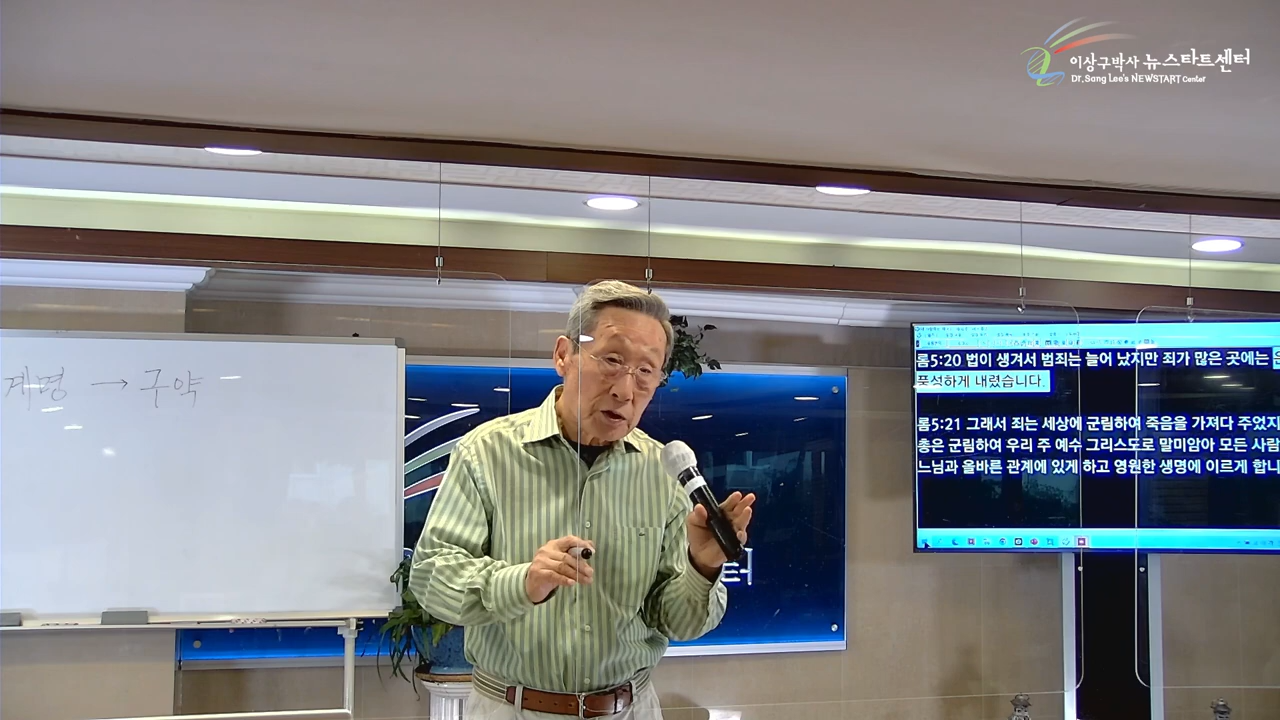 이상구박사 뉴스타트센터
Dr. Sang Lee's NEWSTART Center
계명 → 구약
롬5:20 법이 생겨서 범죄는 늘어 났지만 죄가 많은 곳에는 은
풍성하게 내렸습니다.
롬5:21 그래서 죄는 세상에 군림하여 죽음을 가져다 주었지
총은 군림하여 우리 주 예수 그리스도로 말미암아 모든 사람
느님과 올바른 관계에 있게 하고 영원한 생명에 이르게 합니
터